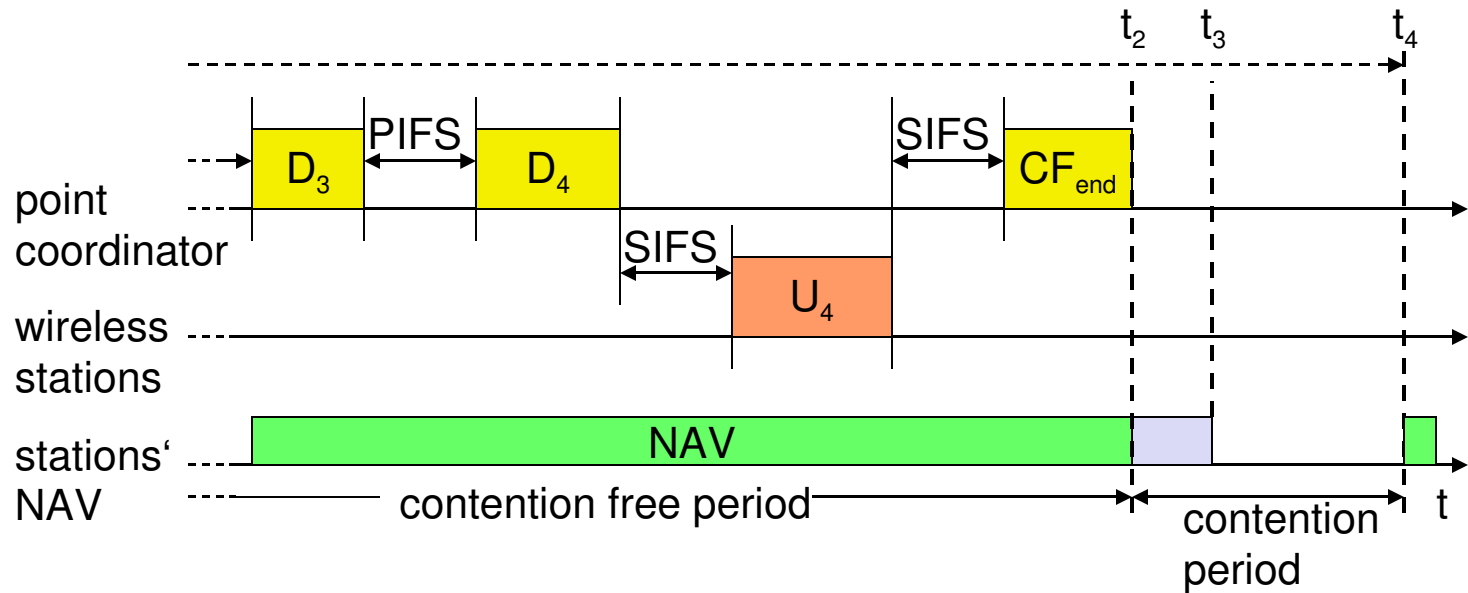 t₂ t₃ t₄
PIFS SIFS
D₃ D₄ CFend
point
coordinator
SIFS
U₄
wireless
stations
NAV
stations‘
NAV
contention free period
contention
period
t